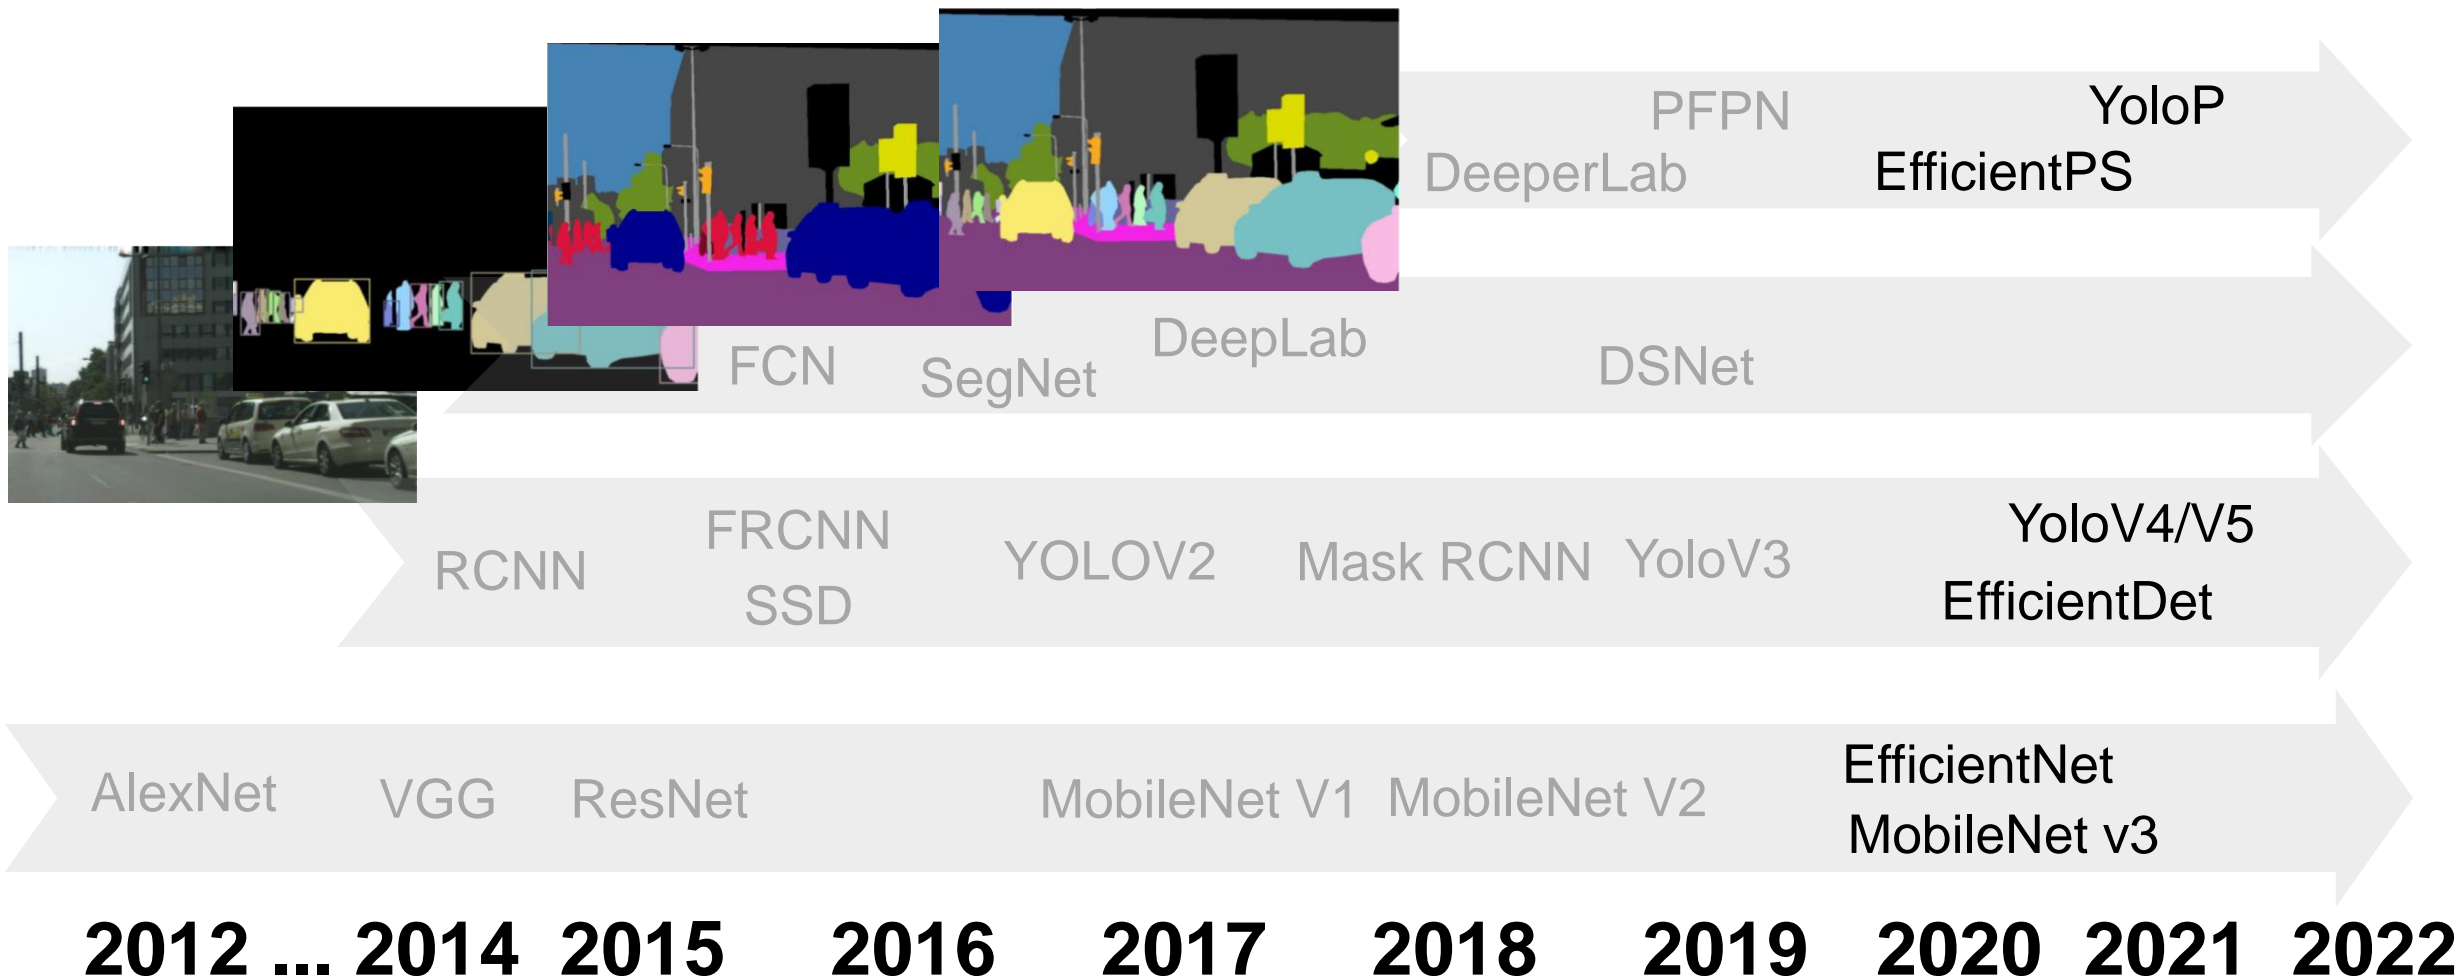 PFPN YoloP
DeeperLab EfficientPS
DeepLab
FCN SegNet DSNet
FRCNN YoloV4/V5
RCNN YOLOV2 Mask RCNN YoloV3
SSD EfficientDet
EfficientNet
AlexNet VGG ResNet MobileNet V1 MobileNet V2
MobileNet v3
2012 ... 2014 2015 2016 2017 2018 2019 2020 2021 2022